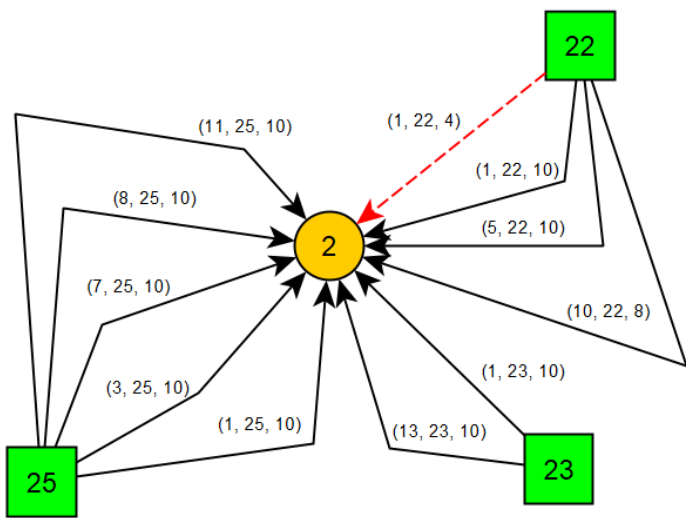 22
(11, 25, 10)
(1, 22, 4)
(1, 22, 10)
(8, 25, 10)
(5, 22, 10)
2
(7, 25, 10)
(10, 22, 8)
(1, 23, 10)
(3, 25, 10)
(1, 25, 10)
(13, 23, 10)
25
23